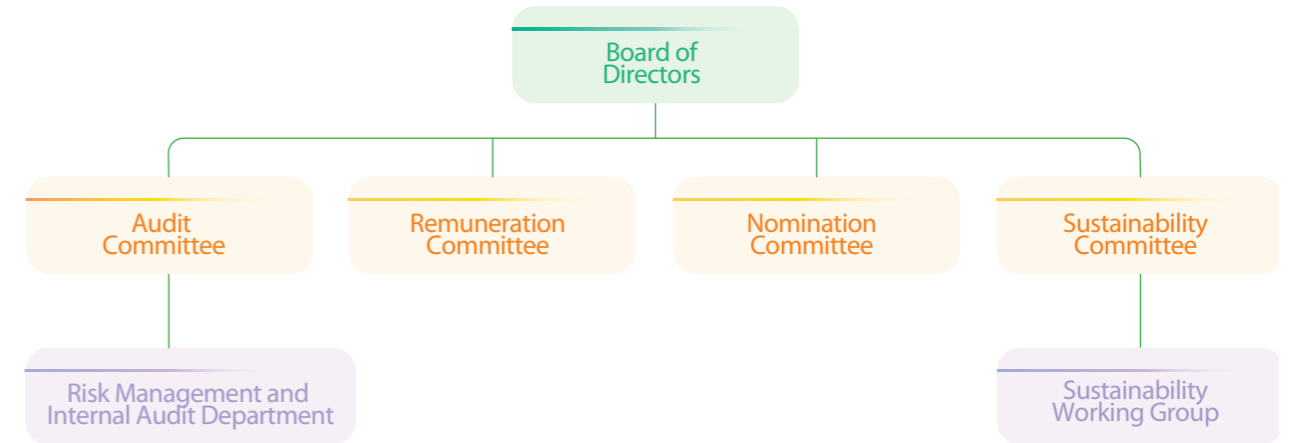 Board of
Directors
Audit
Committee
Remuneration
Committee
Nomination
Committee
Sustainability
Committee
Risk Management and
Internal Audit Department
Sustainability
Working Group